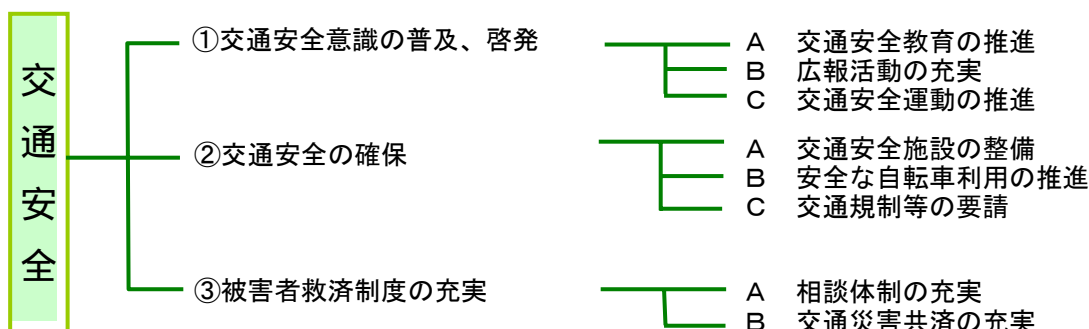 交通安全
①交通安全意識の普及、啓発
A 交通安全教育の推進
B 広報活動の充実
C 交通安全運動の推進
②交通安全の確保
A 交通安全施設の整備
B 安全な自転車利用の推進
C 交通規制等の要請
③被害者救済制度の充実
A 相談体制の充実
B 交通災害共済の充実